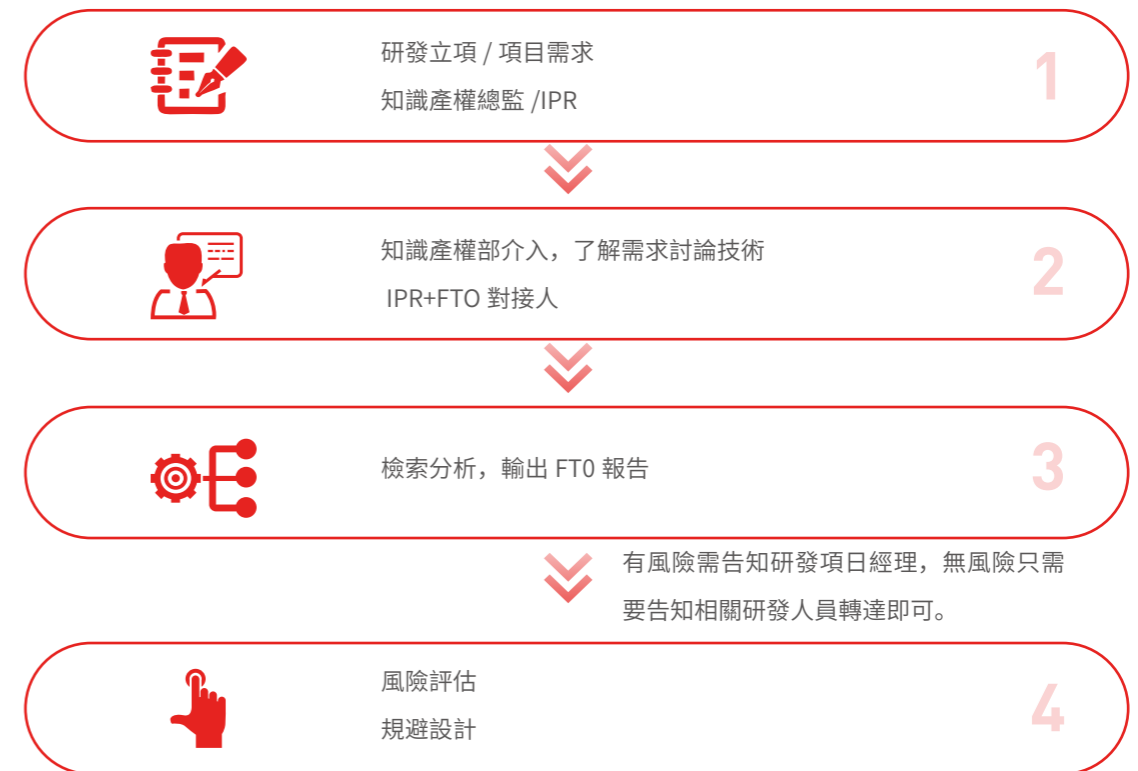 研發立項 / 項目需求
知識產權總監 /IPR
1
知識產權部介入，了解需求討論技術
IPR+FTO 對接人
2
檢索分析，輸出 FT0 報告
3
有風險需告知研發項日經理，無風險只需
要告知相關研發人員轉達即可。
風險評估
規避設計
4